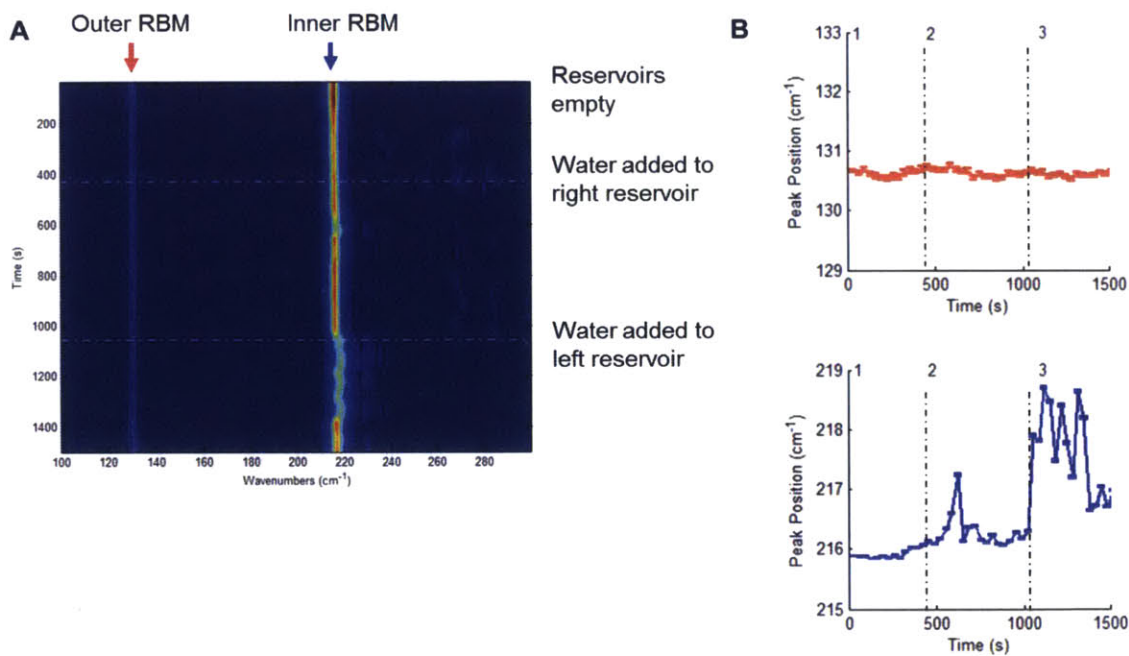 A
Outer RBM
Inner RBM
Reservoirs
empty
Water added to
right reservoir
Water added to
left reservoir
Time (s)
200
400
600
800
1000
1200
1400
100 120 140 160 180 200 220 240 260 280
Wavenumbers (cm⁻¹)
B
1 2 3
Peak Position (cm⁻¹)
133
132
131
130
129
0 500 1000 1500
Time (s)
1 2 3
Peak Position (cm⁻¹)
219
218
217
216
215
0 500 1000 1500
Time (s)